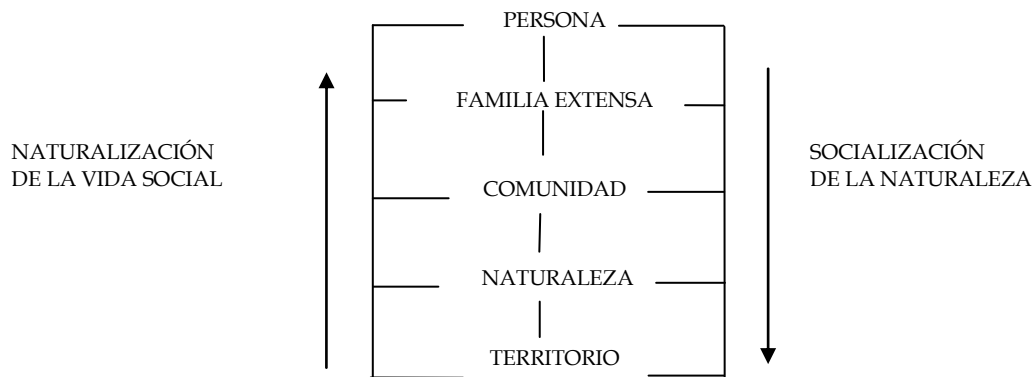 PERSONA
FAMILIA EXTENSA
NATURALIZACIÓN
DE LA VIDA SOCIAL
SOCIALIZACIÓN
DE LA NATURALEZA
COMUNIDAD
NATURALEZA
TERRITORIO